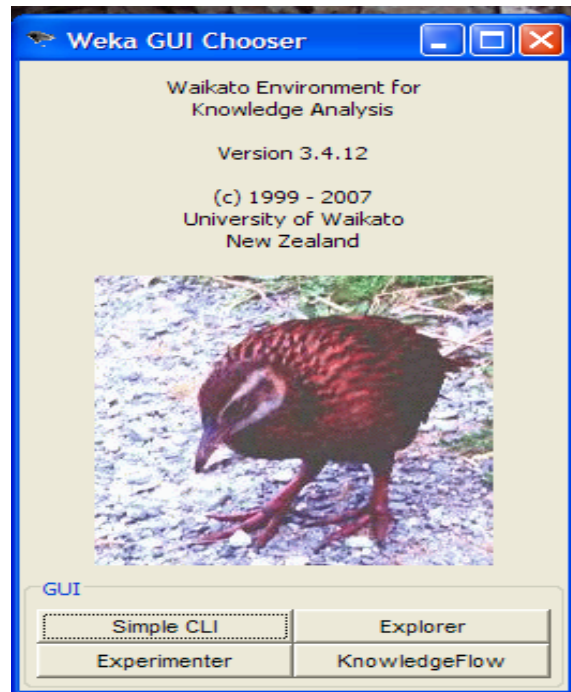 Weka GUI Chooser
Waikato Environment for
Knowledge Analysis
Version 3.4.12
(c) 1999 - 2007
University of Waikato
New Zealand
GUI
Simple CLI
Explorer
Experimenter
KnowledgeFlow